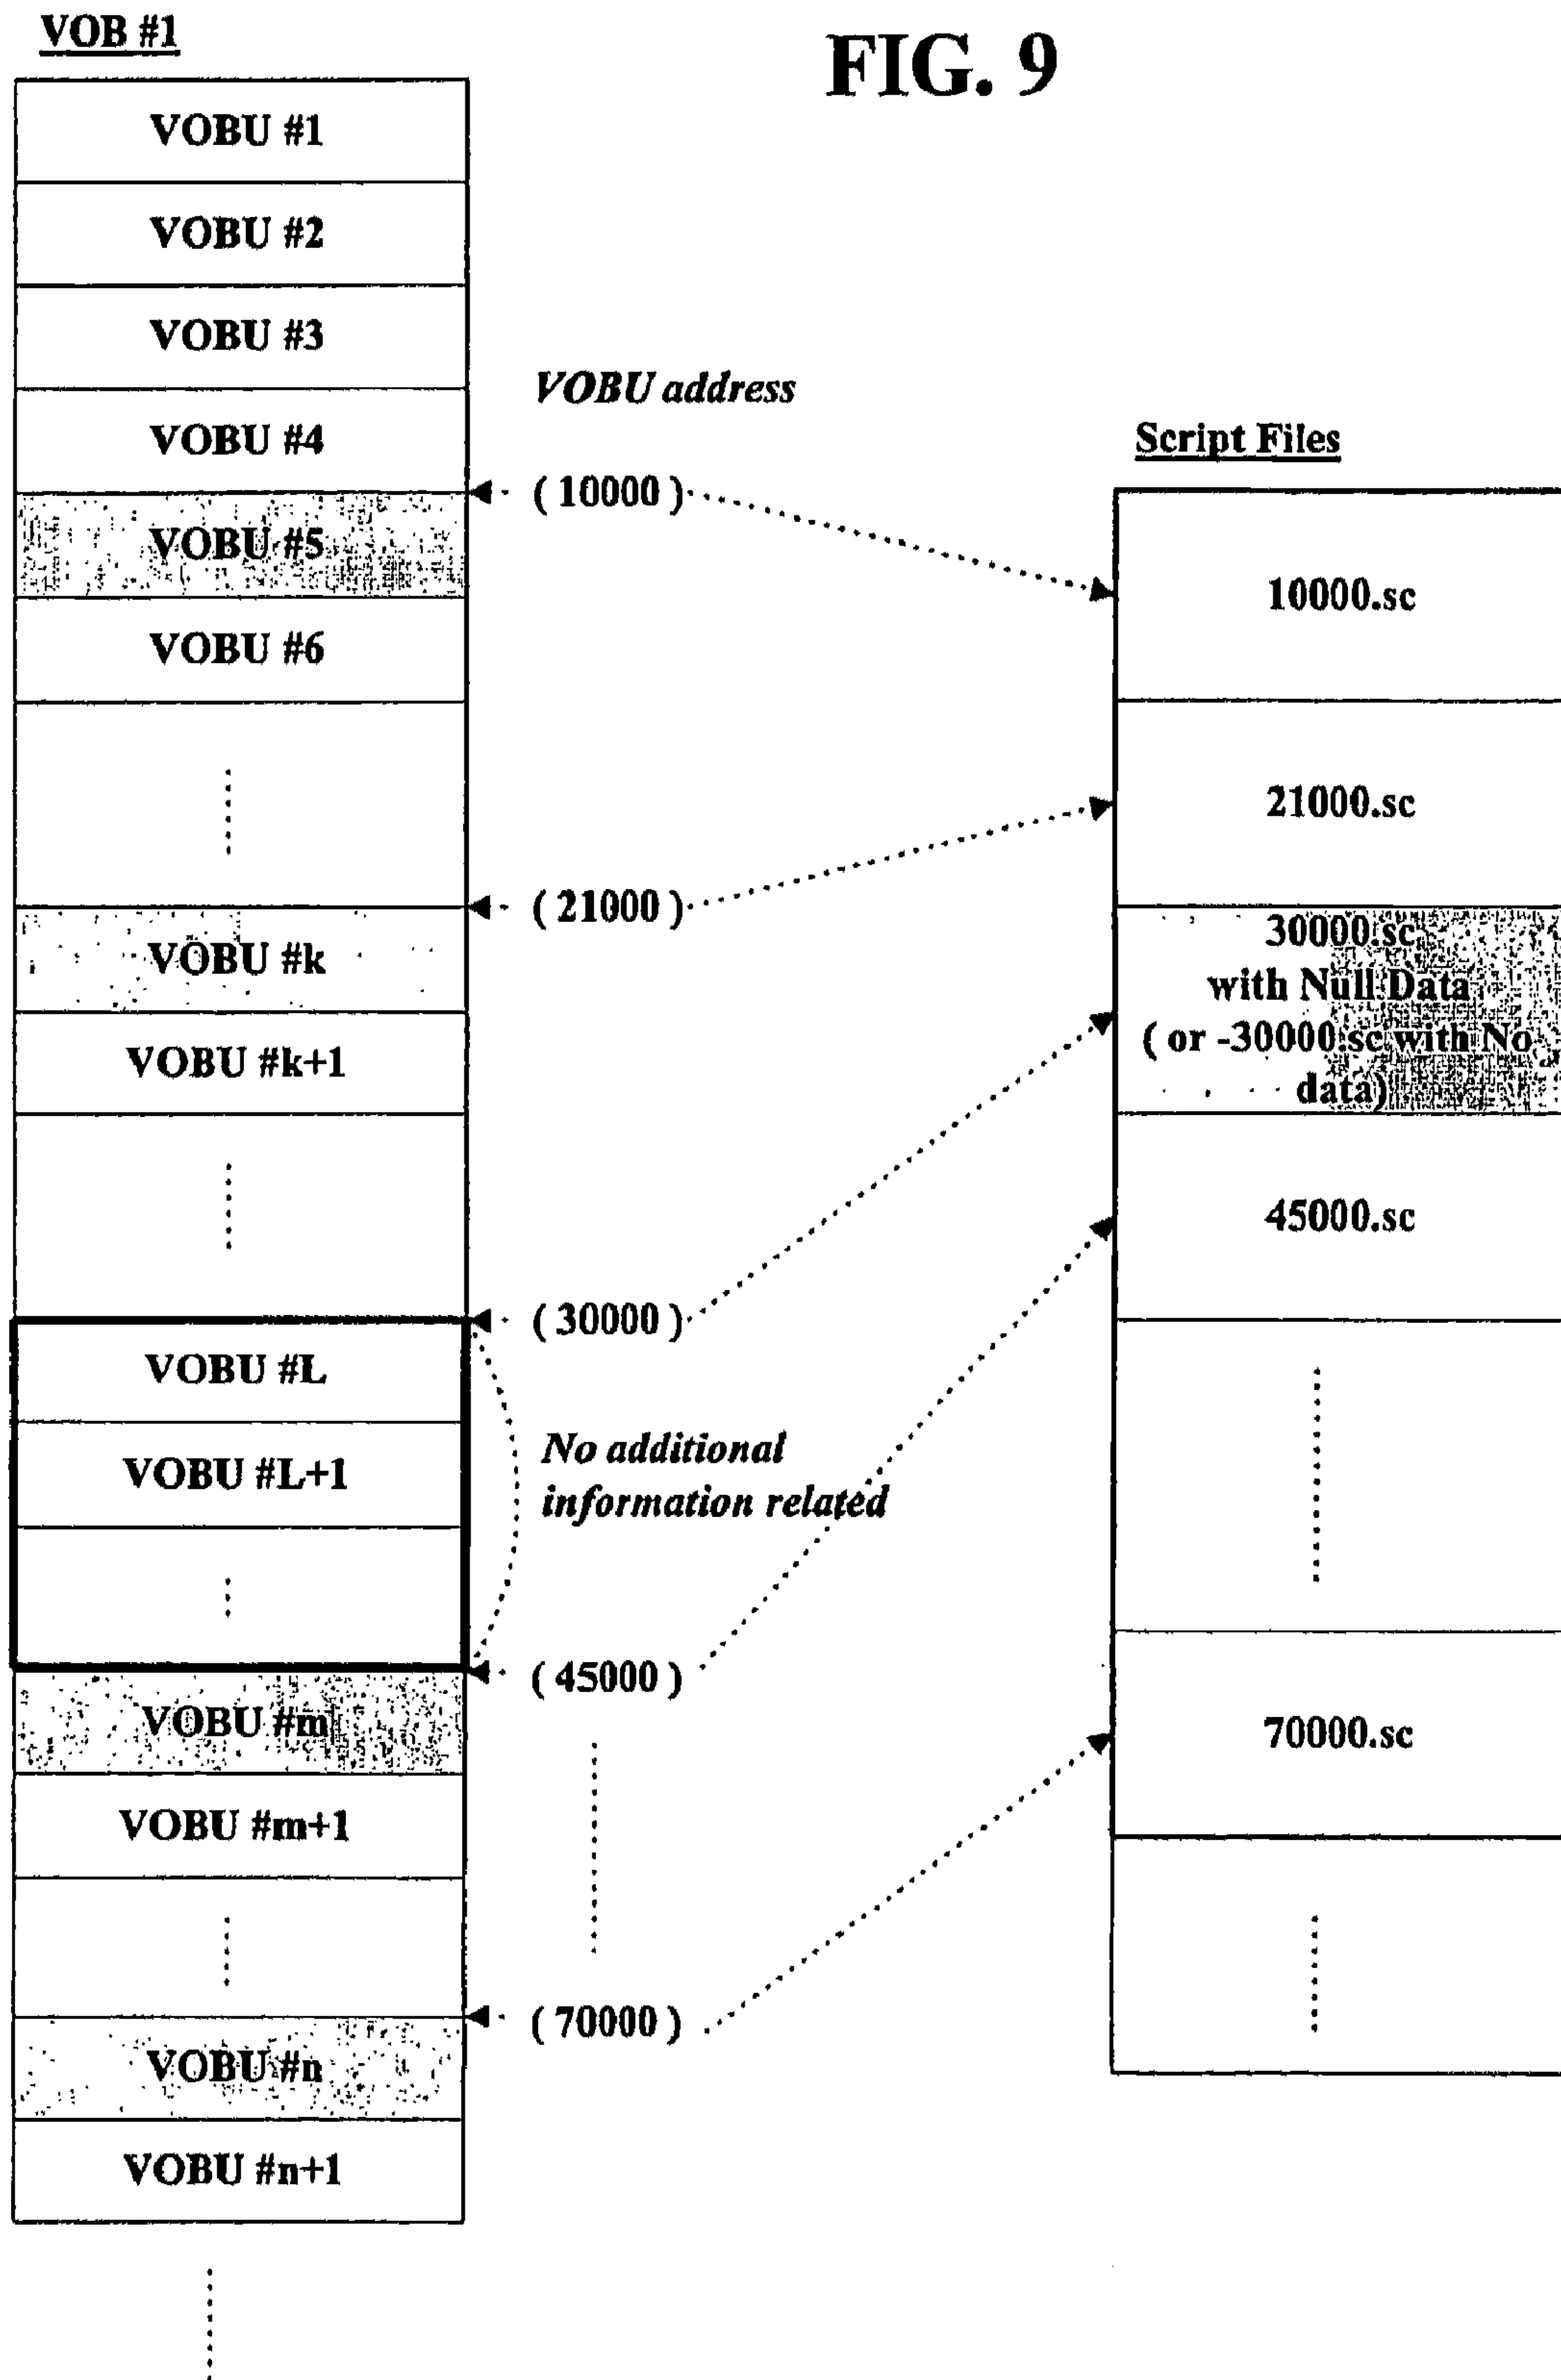 FIG. 9
VOB #1
VOBU #1
VOBU #2
VOBU #3
VOBU #4
VOBU #5
VOBU #6
VOBU #k
VOBU #k+1
VOBU #L
VOBU #L+1
VOBU #m
VOBU #m+1
VOBU #n
VOBU #n+1
VOBU address
( 10000 )
( 21000 )
( 30000 )
No additional
information related
( 45000 )
( 70000 )
Script Files
10000.sc
21000.sc
30000.sc
with Null Data
( or -30000.sc with No
data)
45000.sc
70000.sc